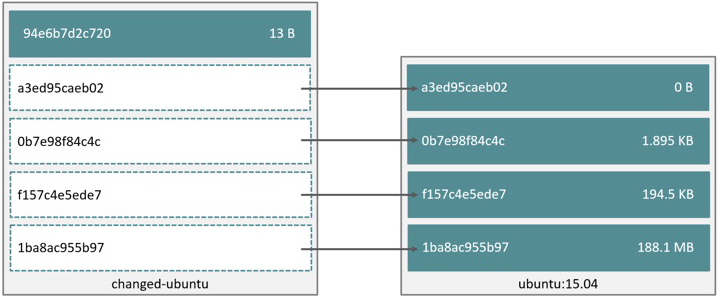 94e6b7d2c720 13 B
a3ed95caeb02
0b7e98f84c4c
f157c4e5ede7
1ba8ac955b97
changed-ubuntu
a3ed95caeb02 0 B
0b7e98f84c4c 1.895 KB
f157c4e5ede7 194.5 KB
1ba8ac955b97 188.1 MB
ubuntu:15.04